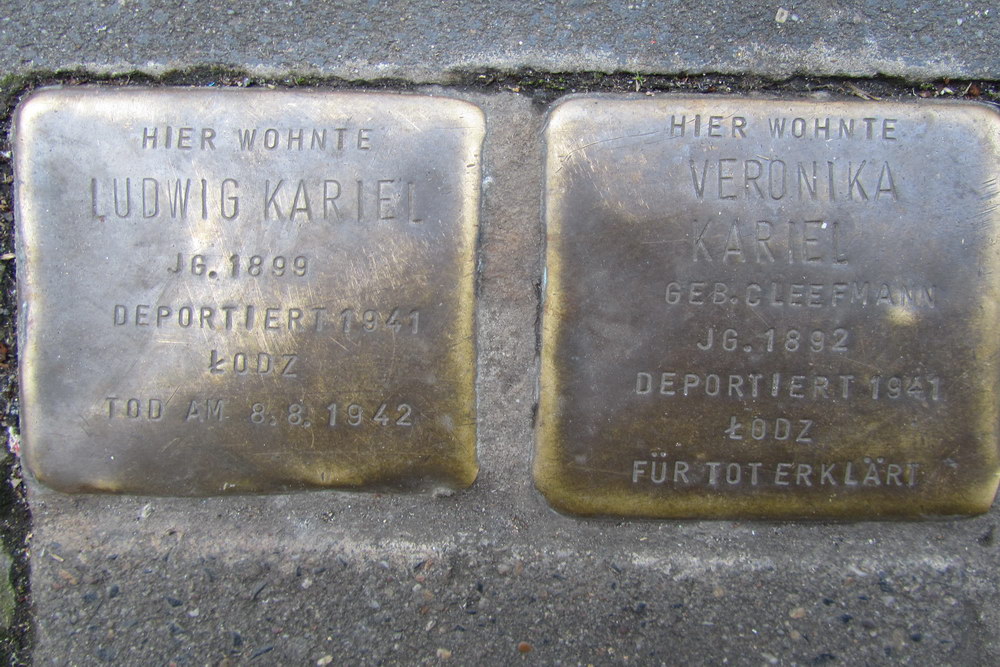 HIER WOHNTE
LUDWIG KARIEL
JG. 1899
DEPORTIERT 1941
ŁODZ
TOD AM 8.8.1942
HIER WOHNTE
VERONIKA
KARIEL
GEB. CLEEFMANN
JG. 1892
DEPORTIERT 1941
ŁODZ
FÜR TOT ERKLÄRT